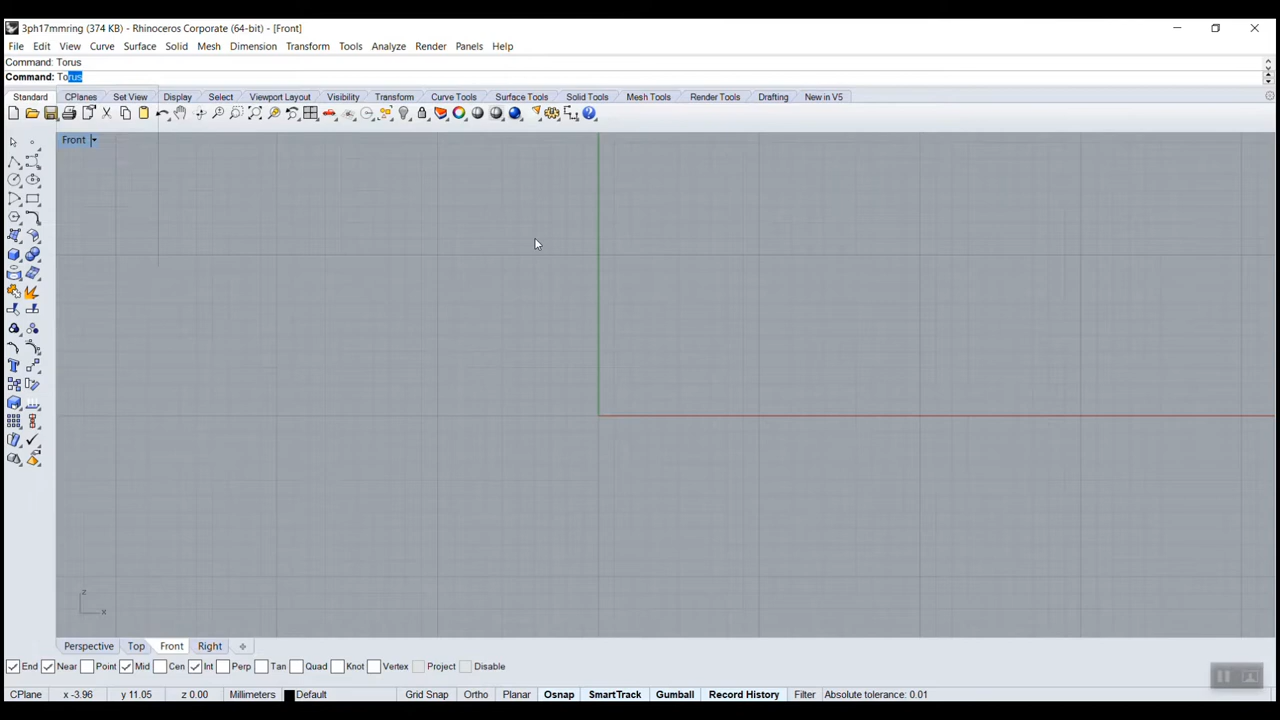 3ph17mmring (374 KB) - Rhinoceros Corporate (64-bit) - [Front]
File Edit View Curve Surface Solid Mesh Dimension Transform Tools Analyze Render Panels Help
Command: Torus
Command: Torus
Standard CPlanes Set View Display Select Viewport Layout Visibility Transform Curve Tools Surface Tools Solid Tools Mesh Tools Render Tools Drafting New in V5
Front
z
x
Perspective Top Front Right
End Near Point Mid Cen Int Perp Tan Quad Knot Vertex Project Disable
CPlane x -3.96 y 11.05 z 0.00 Millimeters Default Grid Snap Ortho Planar Osnap SmartTrack Gumball Record History Filter Absolute tolerance: 0.01